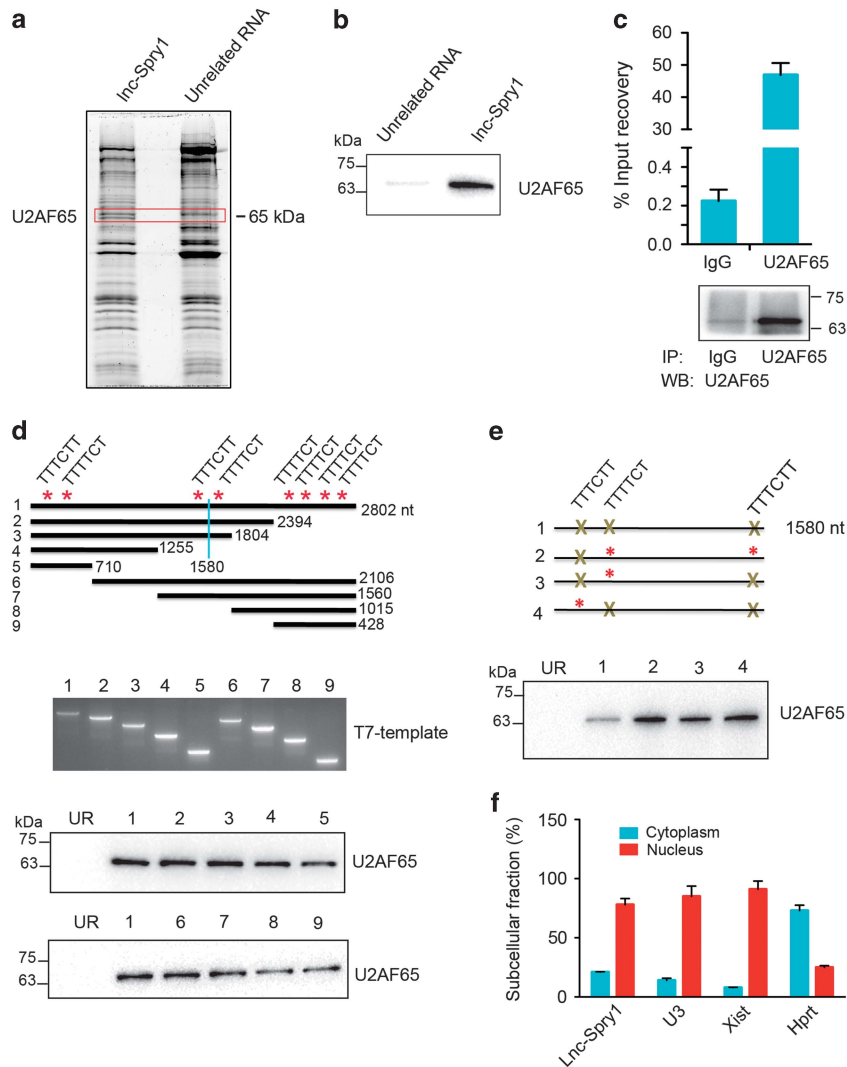 a
lnc-Spry1
Unrelated RNA
U2AF65
65 kDa
b
Unrelated RNA
lnc-Spry1
kDa
75
63
U2AF65
c
% Input recovery
60
50
40
30
0.4
0.2
0.0
IgG U2AF65
75
63
IP: IgG U2AF65
WB: U2AF65
d
TTTCTT
TTTTCT
TTTCTT
TTTTCT
TTTTCT
TTTTCT
TTTTCT
TTTTCT
* * * * * * * *
1 2802 nt
2 2394
3 1804
4 1255
5 710 1580
6 2106
7 1560
8 1015
9 428
1 2 3 4 5 6 7 8 9
T7-template
kDa UR 1 2 3 4 5
75
63
U2AF65
UR 1 6 7 8 9
75
63
U2AF65
e
TTTCTT
TTTTCT
TTTCTT
1 X X X 1580 nt
2 X * *
3 X * X
4 * X X
kDa UR 1 2 3 4
75
63
U2AF65
f
Subcellular fraction (%)
150
100
50
0
Cytoplasm
Nucleus
Lnc-Spry1
U3
Xist
Hprt